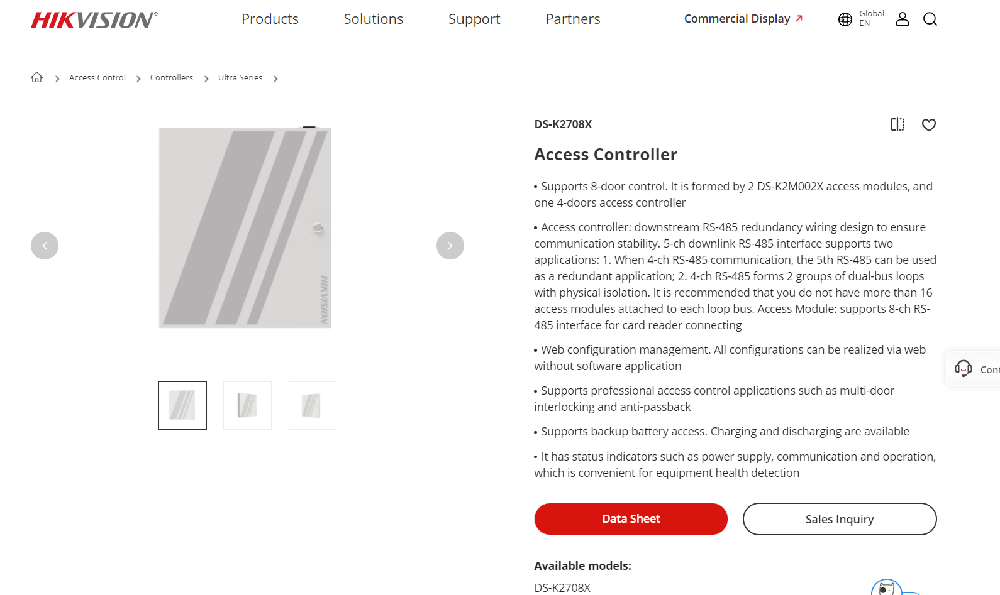 HIKVISION®
Products
Solutions
Support
Partners
Commercial Display
Global
EN
Access Control
Controllers
Ultra Series
HIKVISION
DS-K2708X
Access Controller
• Supports 8-door control. It is formed by 2 DS-K2M002X access modules, and
one 4-doors access controller
• Access controller: downstream RS-485 redundancy wiring design to ensure
communication stability. 5-ch downlink RS-485 interface supports two
applications: 1. When 4-ch RS-485 communication, the 5th RS-485 can be used
as a redundant application; 2. 4-ch RS-485 forms 2 groups of dual-bus loops
with physical isolation. It is recommended that you do not have more than 16
access modules attached to each loop bus. Access Module: supports 8-ch RS-
485 interface for card reader connecting
• Web configuration management. All configurations can be realized via web
without software application
• Supports professional access control applications such as multi-door
interlocking and anti-passback
• Supports backup battery access. Charging and discharging are available
• It has status indicators such as power supply, communication and operation,
which is convenient for equipment health detection
Cont
Data Sheet
Sales Inquiry
Available models:
DS-K2708X